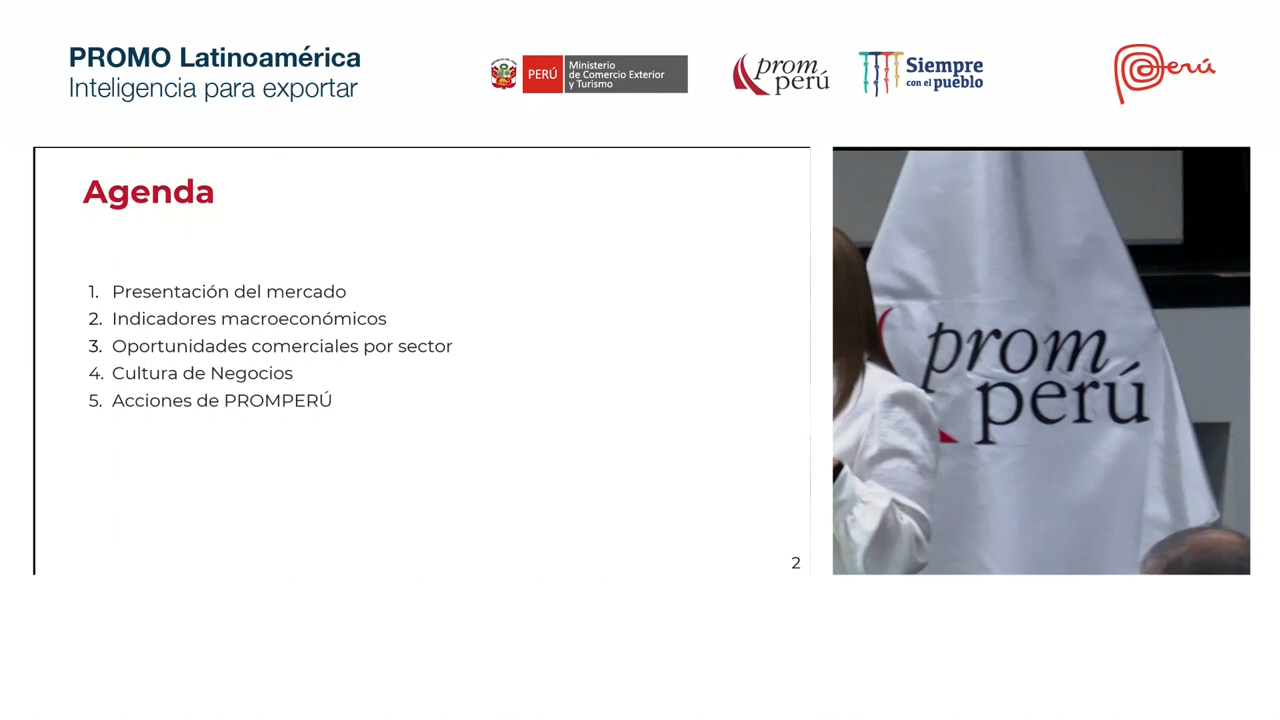 PROMO Latinoamérica
Inteligencia para exportar
PERÚ
Ministerio
de Comercio Exterior
y Turismo
prom
perú
Siempre
con el pueblo
Perú
Agenda
1. Presentación del mercado
2. Indicadores macroeconómicos
3. Oportunidades comerciales por sector
4. Cultura de Negocios
5. Acciones de PROMPERÚ
2
prom
perú